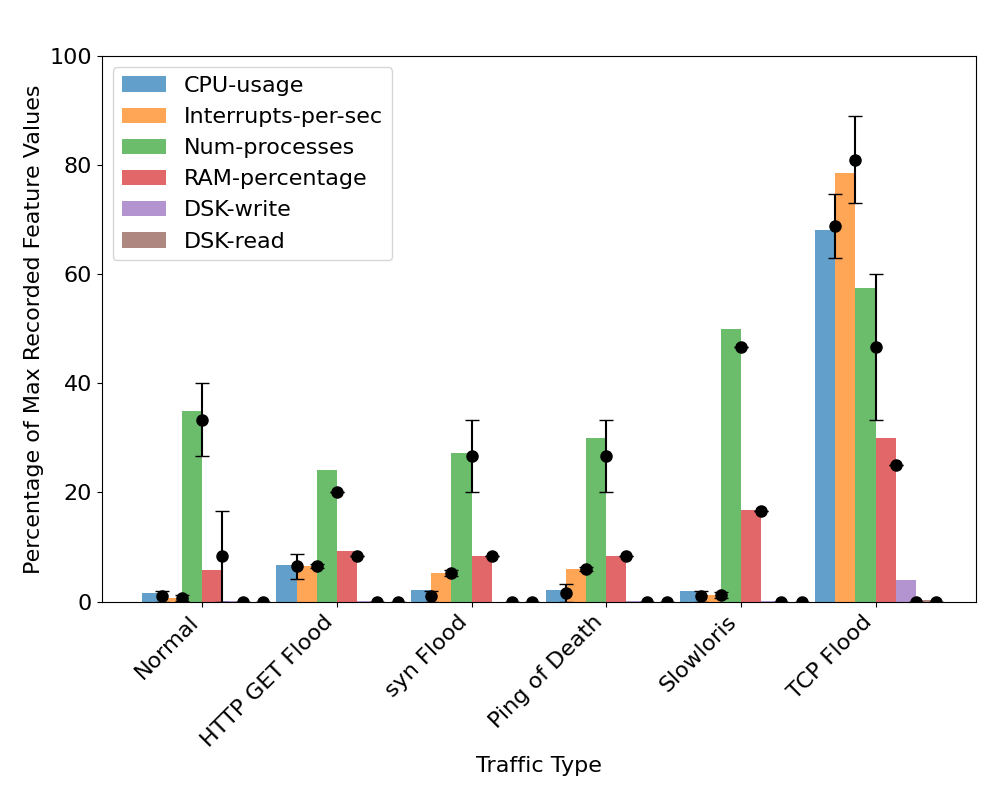 100
80
60
40
20
0
Percentage of Max Recorded Feature Values
CPU-usage
Interrupts-per-sec
Num-processes
RAM-percentage
DSK-write
DSK-read
Normal
HTTP GET Flood
syn Flood
Ping of Death
Slowloris
TCP Flood
Traffic Type